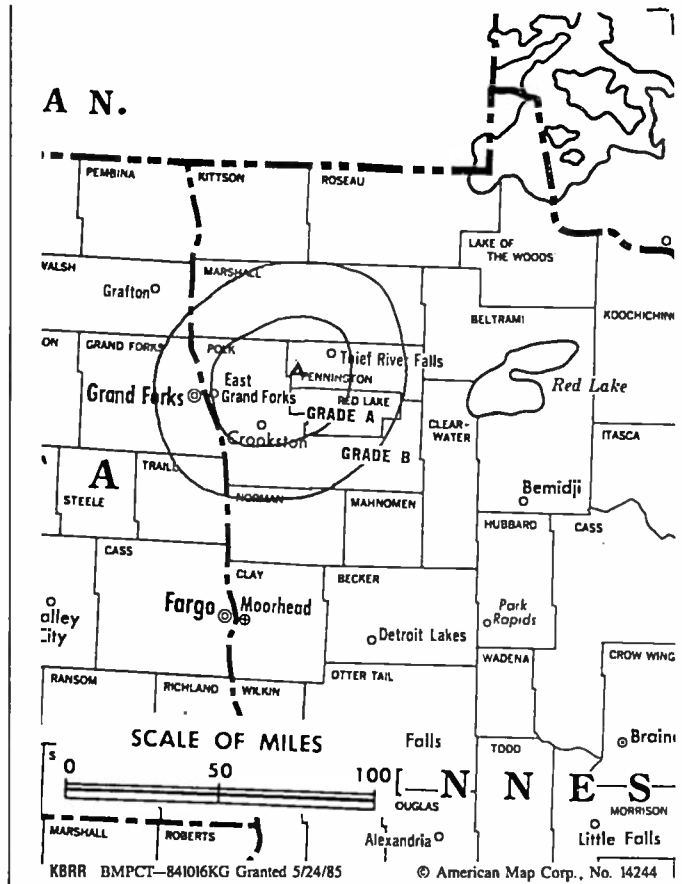 A N.
PEMBINA
KITTSON
ROSEAU
LAKE OF
THE WOODS
WALSH
MARSHALL
Grafton
BELTRAMI
KOOCHICHIN
ON
GRAND FORKS
POLK
Thief River Falls
PENNINGTON
Red Lake
Grand Forks
East
Grand Forks
RED LAKE
GRADE A
CLEAR-
WATER
Crookston
ITASCA
GRADE B
TRAILL
A
STEELE
NORMAN
MAHNOMEN
Bemidji
HUBBARD
CASS
CASS
CLAY
BECKER
Fargo
Moorhead
Park
Rapids
alley
City
Detroit Lakes
WADENA
CROW WING
RANSOM
RICHLAND
WILKIN
OTTER TAIL
SCALE OF MILES
Falls
TODD
Brain
S
0
50
100
N N E S
OUGLAS
MORRISON
MARSHALL
ROBERTS
Alexandria
Little Falls
KBRR BMPCT—841016KG Granted 5/24/85
© American Map Corp., No. 14244